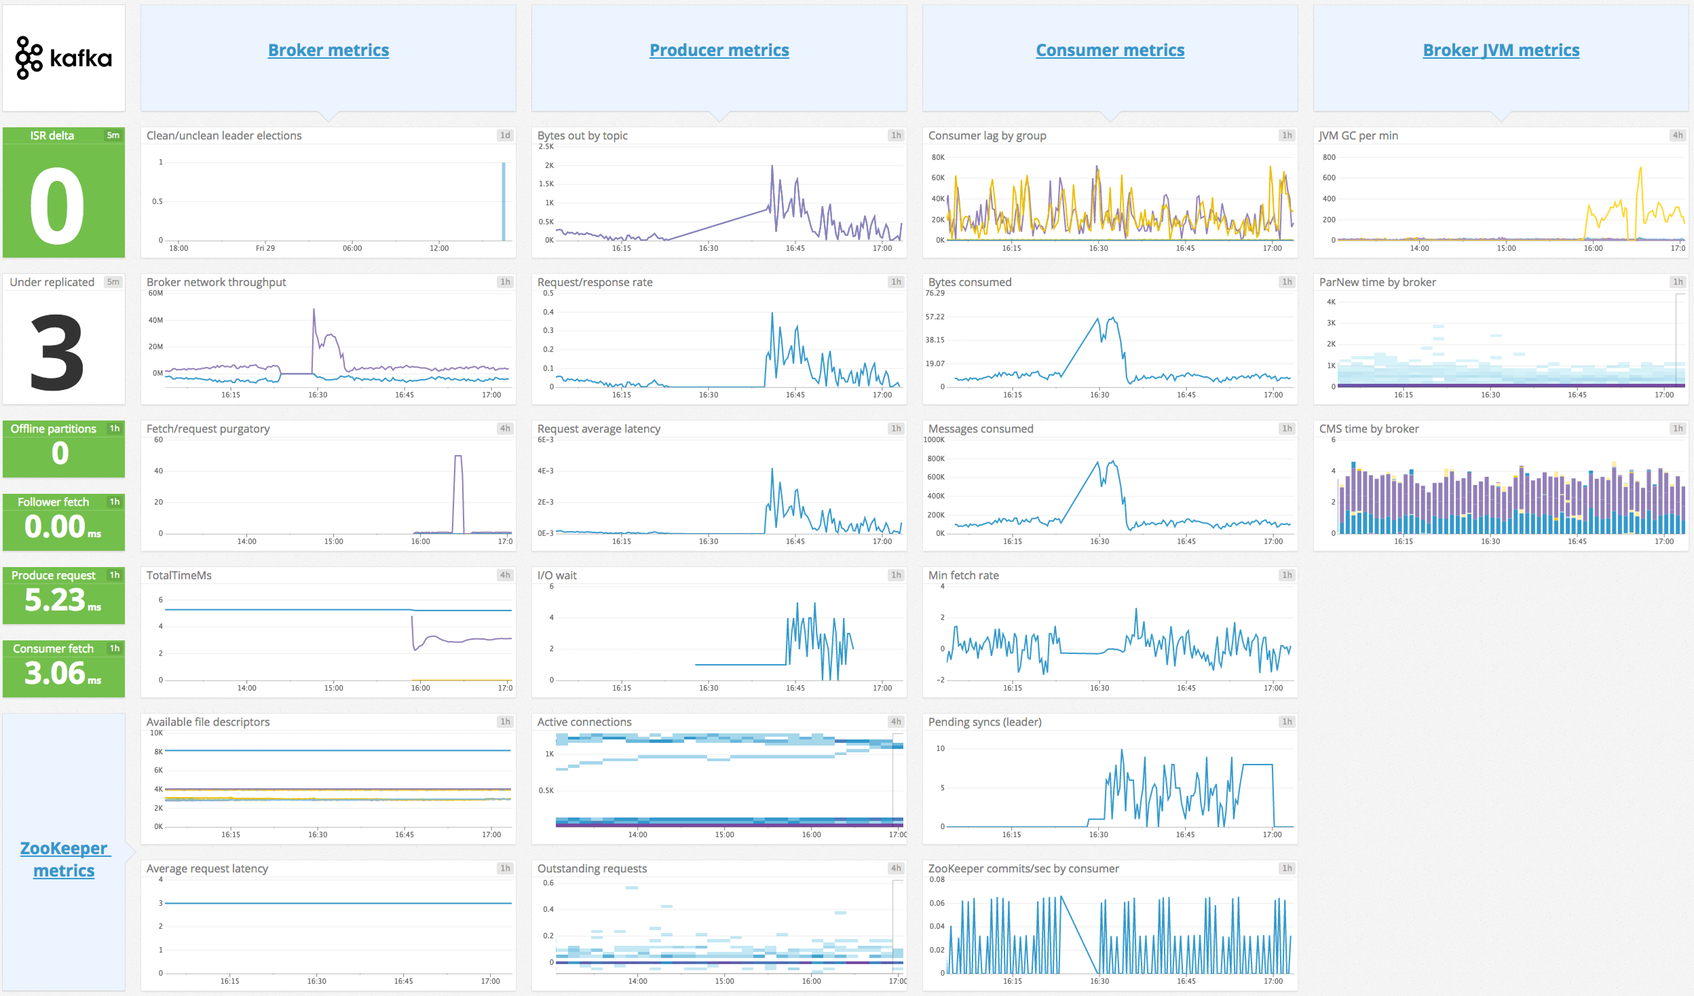 kafka
Broker metrics
Producer metrics
Consumer metrics
Broker JVM metrics
ISR delta 5m
0
Under replicated 5m
3
Offline partitions 1h
0
Follower fetch 1h
0.00 ms
Produce request 1h
5.23 ms
Consumer fetch 1h
3.06 ms
ZooKeeper
metrics
Clean/unclean leader elections 1d
1
0.5
0
18:00 Fri 29 06:00 12:00
Broker network throughput 1h
60M
40M
20M
0M
16:15 16:30 16:45 17:00
Fetch/request purgatory 4h
60
40
20
0
14:00 15:00 16:00 17:0
TotalTimeMs 4h
6
4
2
0
14:00 15:00 16:00 17:0
Available file descriptors 1h
10K
8K
6K
4K
2K
0K
16:15 16:30 16:45 17:00
Average request latency 1h
4
3
2
1
0
16:15 16:30 16:45 17:00
Bytes out by topic 1h
2.5K
2K
1.5K
1K
0.5K
0K
16:15 16:30 16:45 17:00
Request/response rate 1h
0.5
0.4
0.3
0.2
0.1
0
16:15 16:30 16:45 17:00
Request average latency 1h
6E-3
4E-3
2E-3
0E-3
16:15 16:30 16:45 17:00
I/O wait 1h
6
4
2
0
16:15 16:30 16:45 17:00
Active connections 4h
1K
0.5K
14:00 15:00 16:00 17:0
Outstanding requests 4h
0.6
0.4
0.2
0
14:00 15:00 16:00 17:0
Consumer lag by group 1h
80K
60K
40K
20K
0K
16:15 16:30 16:45 17:00
Bytes consumed 1h
76.29
57.22
38.15
19.07
0
16:15 16:30 16:45 17:00
Messages consumed 1h
1000K
800K
600K
400K
200K
0K
16:15 16:30 16:45 17:00
Min fetch rate 1h
4
2
0
-2
16:15 16:30 16:45 17:00
Pending syncs (leader) 1h
10
5
0
16:15 16:30 16:45 17:00
ZooKeeper commits/sec by consumer 1h
0.08
0.06
0.04
0.02
0
16:15 16:30 16:45 17:00
JVM GC per min 4h
800
600
400
200
0
14:00 15:00 16:00 17:0
ParNew time by broker 1h
4K
3K
2K
1K
0
16:15 16:30 16:45 17:00
CMS time by broker 1h
6
4
2
0
16:15 16:30 16:45 17:00